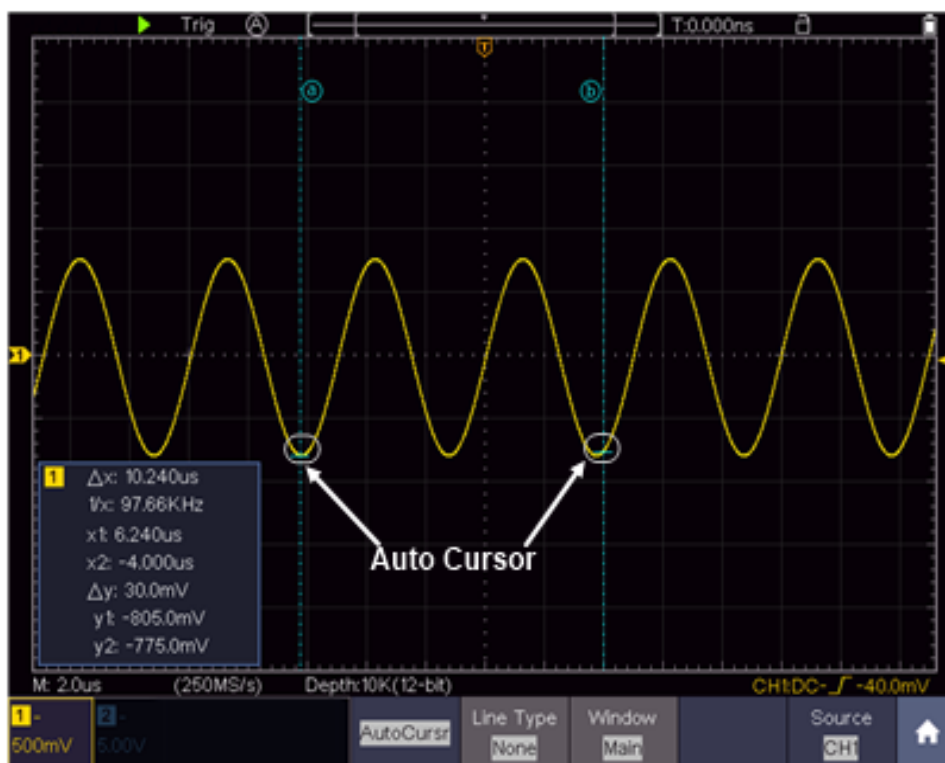 Trig A T:0.000ns
T
a b
1
1 Δx: 10.240us
1/x: 97.66KHz
x1: 6.240us
x2: -4.000us
Δy: 30.0mV
y1: -805.0mV
y2: -775.0mV
Auto Cursor
M: 2.0us (250MS/s) Depth:10K(12-bit) CH1:DC- -40.0mV
1 - 2 - Line Type Window Source
500mV 5.00V AutoCursr None Main CH1